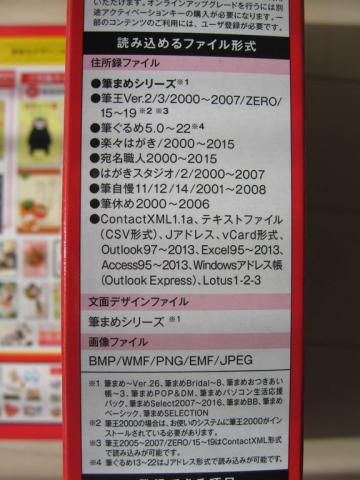 いただけます。オンラインアップグレードを行うには別
途アクティベーションキーの購入が必要になります。一
部のコンテンツのご利用には、ユーザ登録が必要です。
読み込めるファイル形式
住所録ファイル
●筆まめシリーズ※1
●筆王Ver.2/3/2000～2007/ZERO/
15～19※2 ※3
●筆ぐるめ5.0～22※4
●楽々はがき/2000～2015
●宛名職人2000～2015
●はがきスタジオ/2/2000～2007
●筆自慢11/12/14/2001～2008
●筆休め2000～2006
●ContactXML1.1a、テキストファイル
(CSV形式)、Jアドレス、vCard形式、
Outlook97～2013、Excel95～2013、
Access95～2013、Windowsアドレス帳
(Outlook Express)、Lotus1-2-3
文面デザインファイル
筆まめシリーズ ※1
画像ファイル
BMP/WMF/PNG/EMF/JPEG
※1 筆まめ～Ver.26、筆まめBridal～8、筆まめおつきあい
帳～3、筆まめPOP&DM、筆まめパソコン生活応援
パック、筆まめSelect2007～2016、筆まめBB、筆まめ
ベーシック、筆まめSELECTION
※2 筆王2000の場合は、お使いのシステムに筆王2000がイ
ンストールされている必要があります。
※3 筆王2005～2007/ZERO/15～19はContactXML形式
で読み込みが可能です。
※4 筆ぐるめ13～22はJアドレス形式で読み込みが可能です。